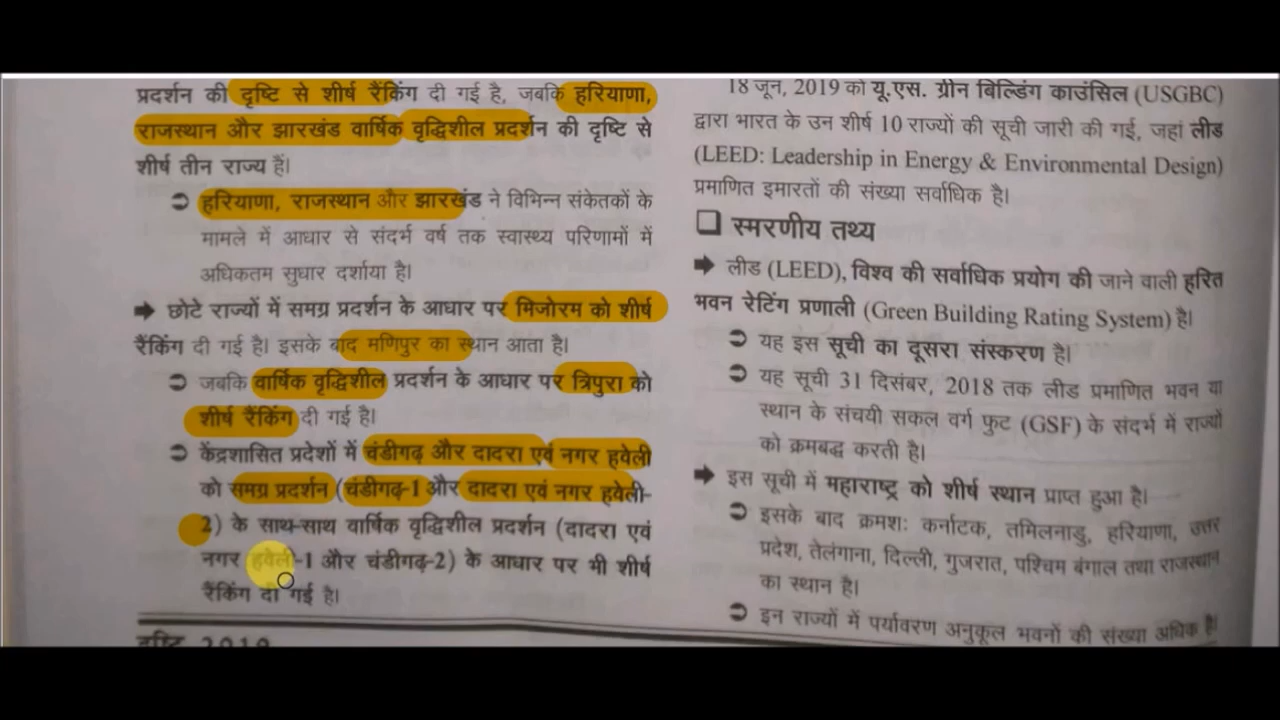 प्रदर्शन की दृष्टि से शीर्ष रैंकिंग दी गई है, जबकि हरियाणा,
राजस्थान और झारखंड वार्षिक वृद्धिशील प्रदर्शन की दृष्टि से
शीर्ष तीन राज्य हैं।
➲ हरियाणा, राजस्थान और झारखंड ने विभिन्न संकेतकों के
मामले में आधार से संदर्भ वर्ष तक स्वास्थ्य परिणामों में
अधिकतम सुधार दर्शाया है।
➡ छोटे राज्यों में समग्र प्रदर्शन के आधार पर मिजोरम को शीर्ष
रैंकिंग दी गई है। इसके बाद मणिपुर का स्थान आता है।
➲ जबकि वार्षिक वृद्धिशील प्रदर्शन के आधार पर त्रिपुरा को
शीर्ष रैंकिंग दी गई है।
➲ केंद्रशासित प्रदेशों में चंडीगढ़ और दादरा एवं नगर हवेली
को समग्र प्रदर्शन (चंडीगढ़-1 और दादरा एवं नगर हवेली-
2) के साथ-साथ वार्षिक वृद्धिशील प्रदर्शन (दादरा एवं
नगर हवेली-1 और चंडीगढ़-2) के आधार पर भी शीर्ष
रैंकिंग दी गई है।
18 जून, 2019 को यू.एस. ग्रीन बिल्डिंग काउंसिल (USGBC)
द्वारा भारत के उन शीर्ष 10 राज्यों की सूची जारी की गई, जहां लीड
(LEED: Leadership in Energy & Environmental Design)
प्रमाणित इमारतों की संख्या सर्वाधिक है।
❑ स्मरणीय तथ्य
➡ लीड (LEED), विश्व की सर्वाधिक प्रयोग की जाने वाली हरित
भवन रेटिंग प्रणाली (Green Building Rating System) है।
➲ यह इस सूची का दूसरा संस्करण है।
➲ यह सूची 31 दिसंबर, 2018 तक लीड प्रमाणित भवन या
स्थान के संचयी सकल वर्ग फुट (GSF) के संदर्भ में राज्यों
को क्रमबद्ध करती है।
➡ इस सूची में महाराष्ट्र को शीर्ष स्थान प्राप्त हुआ है।
➲ इसके बाद क्रमशः कर्नाटक, तमिलनाडु, हरियाणा, उत्तर
प्रदेश, तेलंगाना, दिल्ली, गुजरात, पश्चिम बंगाल तथा राजस्थान
का स्थान है।
➲ इन राज्यों में पर्यावरण अनुकूल भवनों की संख्या अधिक है।